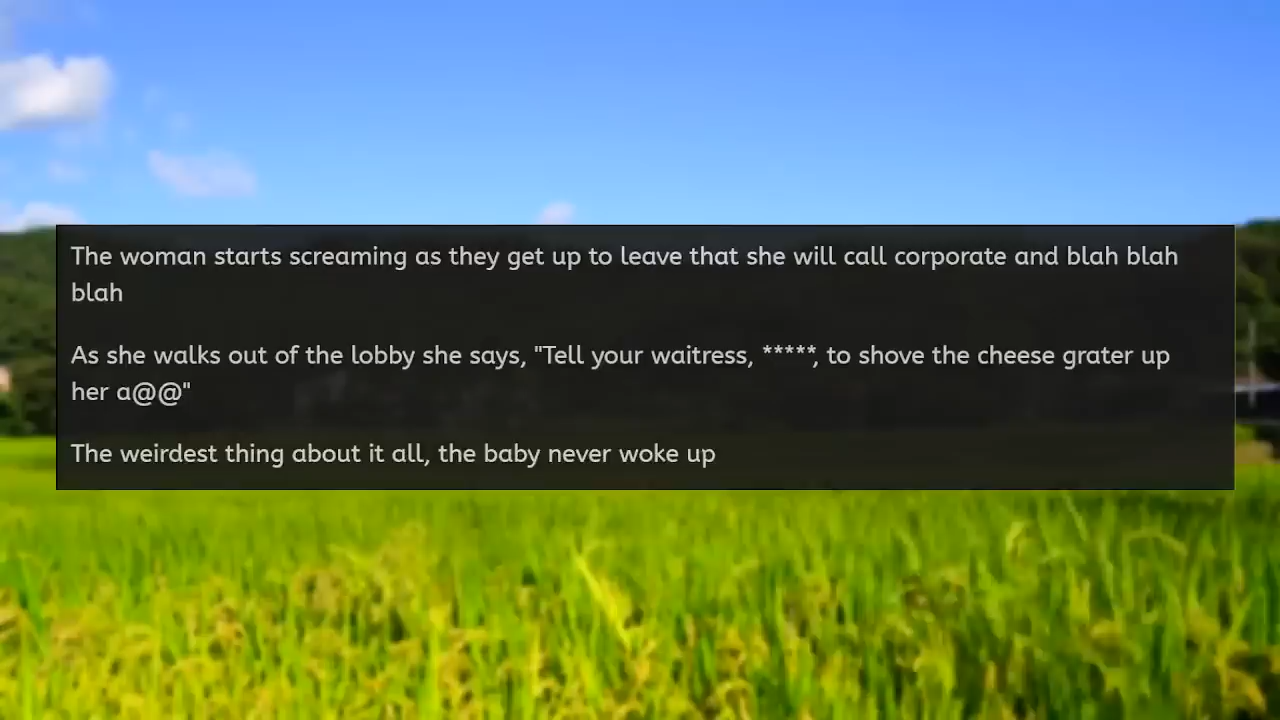 The woman starts screaming as they get up to leave that she will call corporate and blah blah
blah
As she walks out of the lobby she says, "Tell your waitress, *****, to shove the cheese grater up
her a@@"
The weirdest thing about it all, the baby never woke up